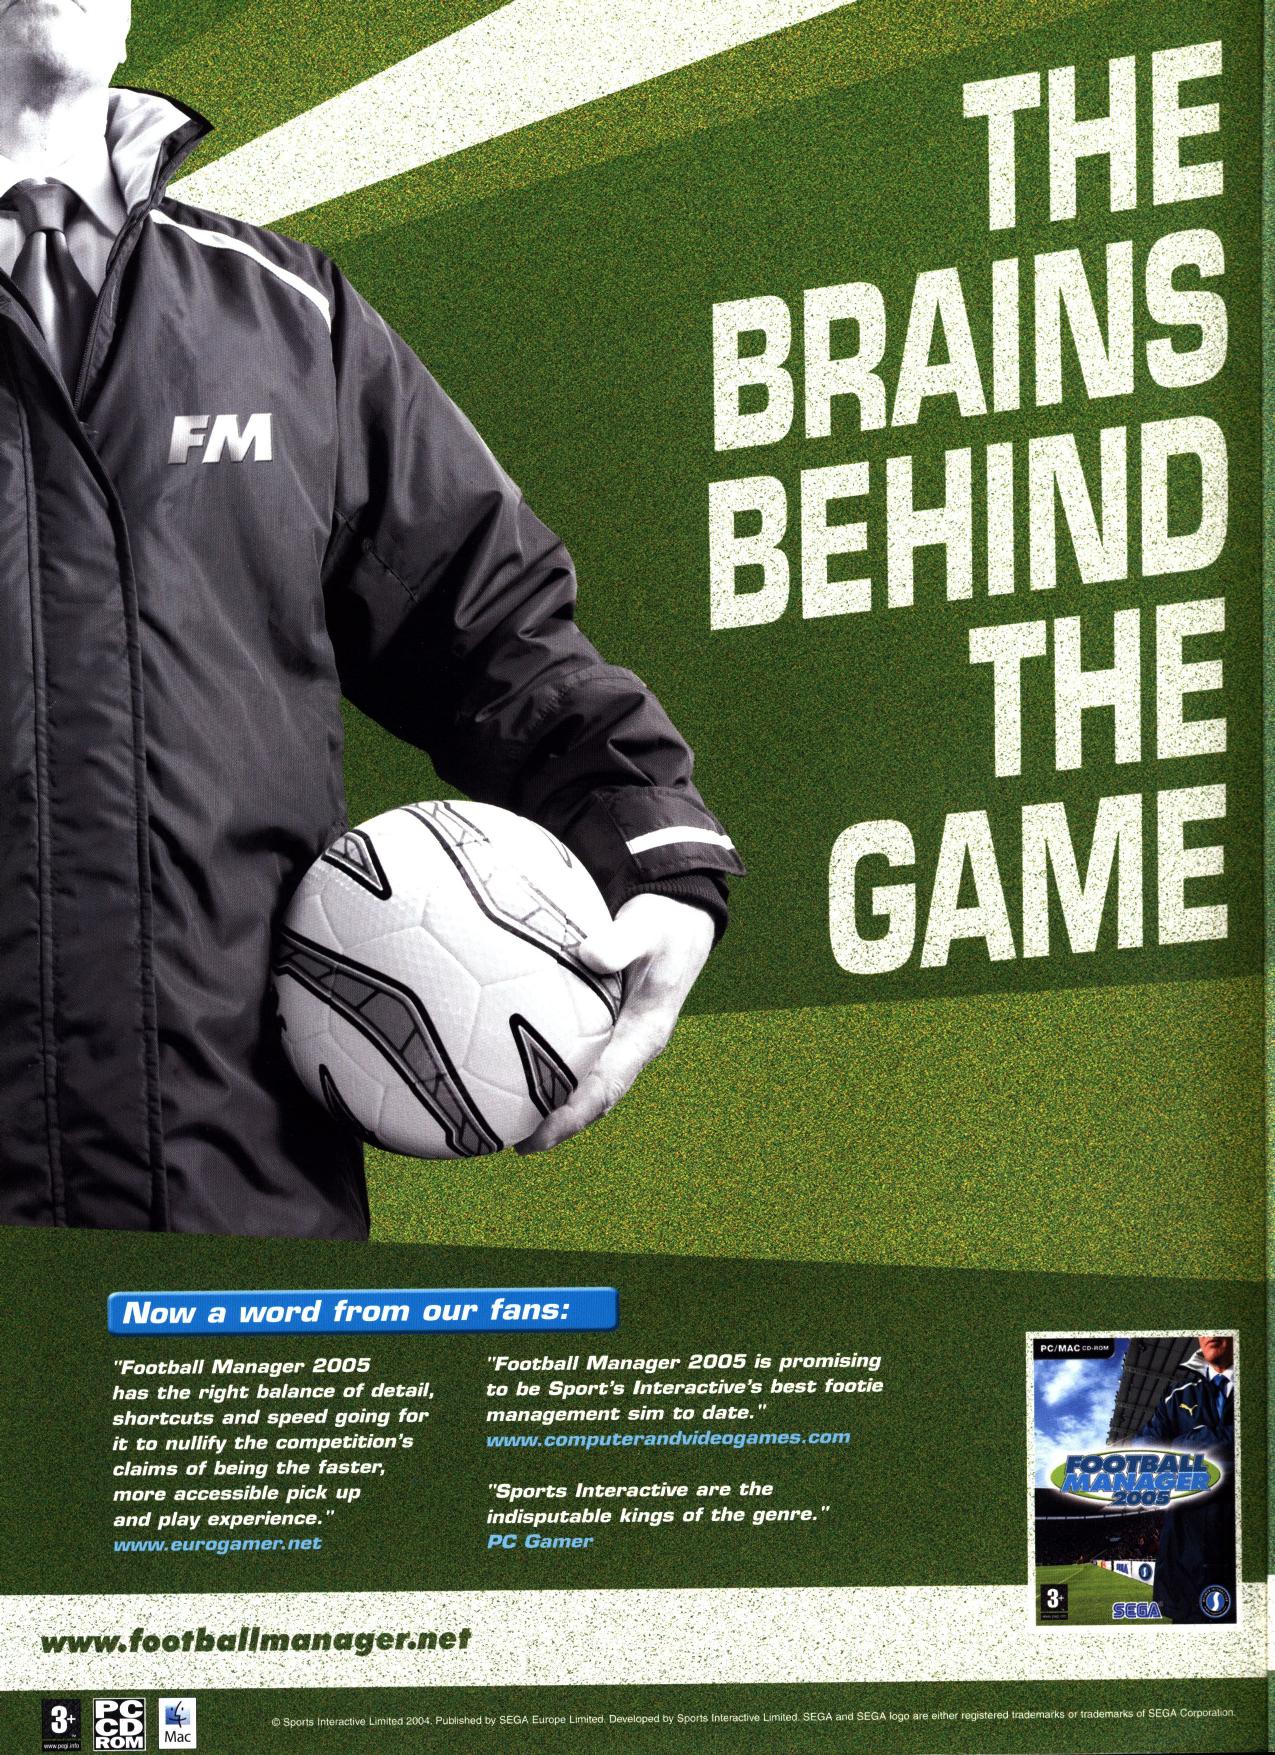 THE
BRAINS
BEHIND
THE
GAME
FM
Now a word from our fans:
"Football Manager 2005
has the right balance of detail,
shortcuts and speed going for
it to nullify the competition's
claims of being the faster,
more accessible pick up
and play experience."
www.eurogamer.net
"Football Manager 2005 is promising
to be Sport's Interactive's best footie
management sim to date."
www.computerandvideogames.com
"Sports Interactive are the
indisputable kings of the genre."
PC Gamer
PC/MAC CD-ROM
FOOTBALL
MANAGER
2005
3+
SEGA
www.footballmanager.net
3+
www.pegi.info
PC
CD
ROM
Mac
© Sports Interactive Limited 2004. Published by SEGA Europe Limited. Developed by Sports Interactive Limited. SEGA and SEGA logo are either registered trademarks or trademarks of SEGA Corporation.